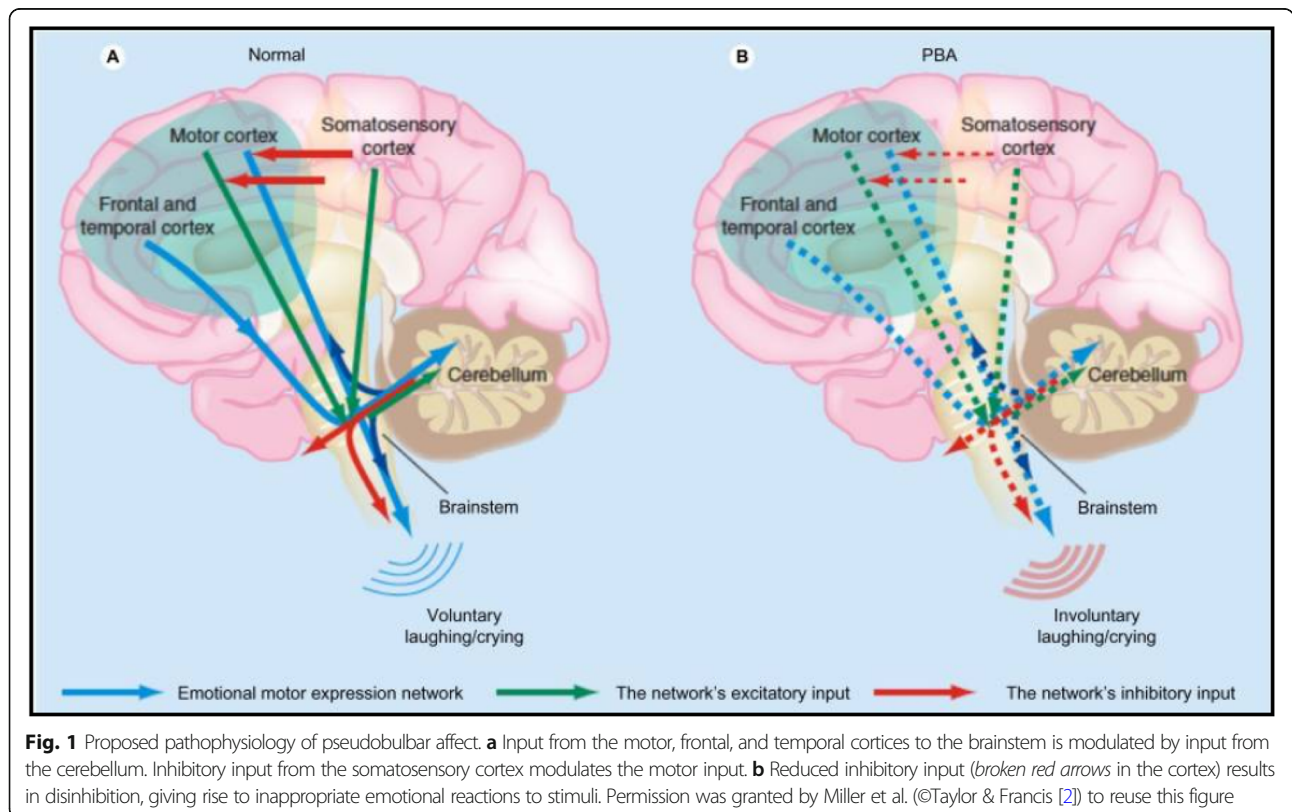 A
Normal
Motor cortex
Somatosensory
cortex
Frontal and
temporal cortex
Cerebellum
Brainstem
Voluntary
laughing/crying
B
PBA
Motor cortex
Somatosensory
cortex
Frontal and
temporal cortex
Cerebellum
Brainstem
Involuntary
laughing/crying
Emotional motor expression network
The network's excitatory input
The network's inhibitory input
Fig. 1 Proposed pathophysiology of pseudobulbar affect. a Input from the motor, frontal, and temporal cortices to the brainstem is modulated by input from
the cerebellum. Inhibitory input from the somatosensory cortex modulates the motor input. b Reduced inhibitory input (broken red arrows in the cortex) results
in disinhibition, giving rise to inappropriate emotional reactions to stimuli. Permission was granted by Miller et al. (©Taylor & Francis [2]) to reuse this figure